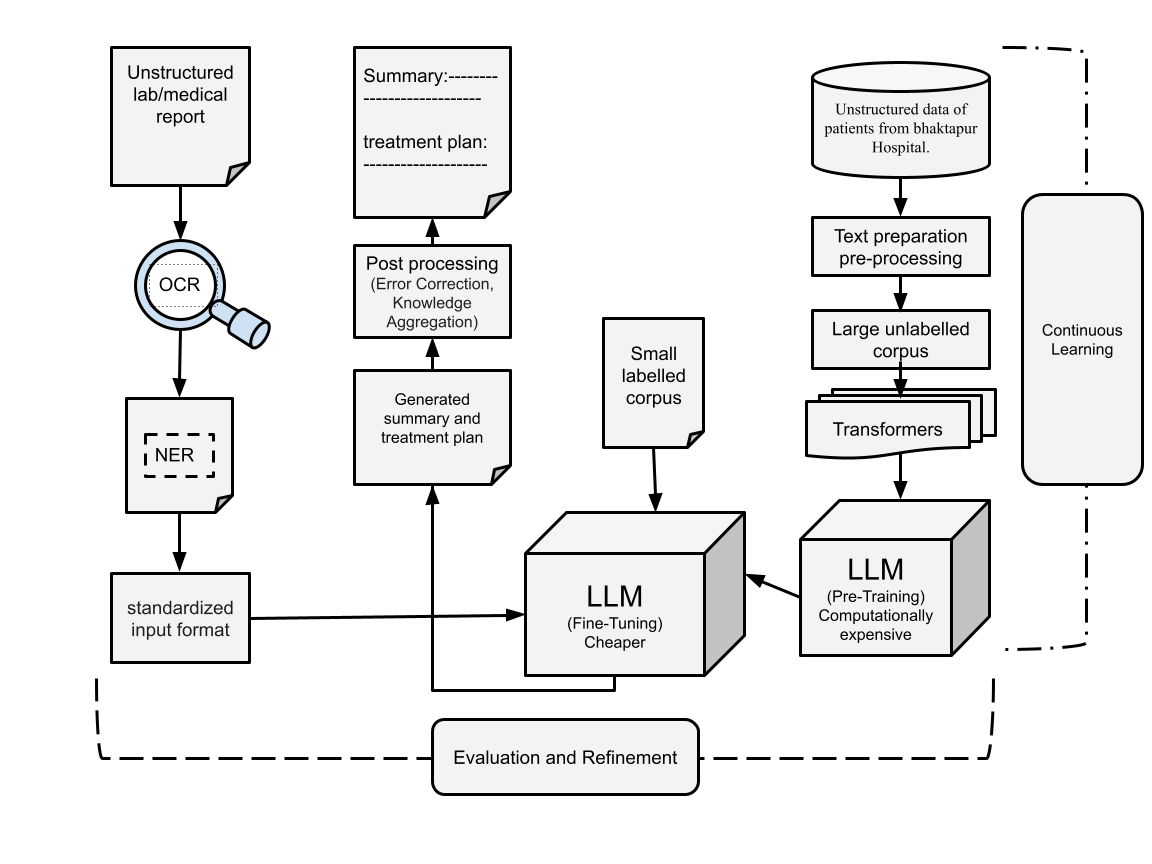 Unstructured
lab/medical
report
OCR
NER
standardized
input format
Summary:--------
-------------------
treatment plan:
--------------------
Post processing
(Error Correction,
Knowledge
Aggregation)
Generated
summary and
treatment plan
Small
labelled
corpus
LLM
(Fine-Tuning)
Cheaper
Unstructured data of
patients from bhaktapur
Hospital.
Text preparation
pre-processing
Large unlabelled
corpus
Transformers
LLM
(Pre-Training)
Computationally
expensive
Continuous
Learning
Evaluation and Refinement